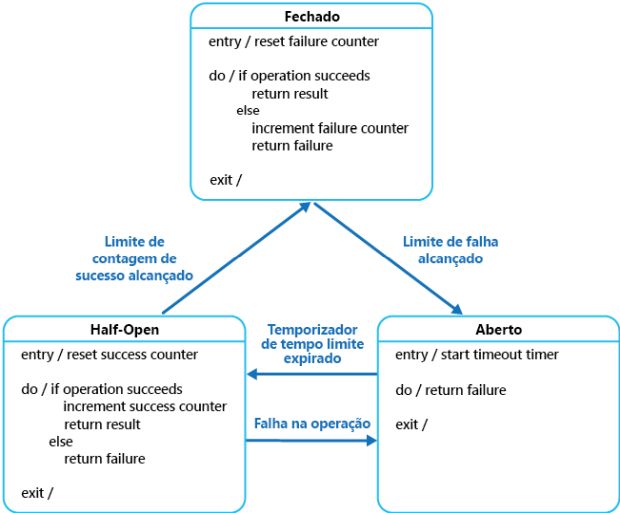 Fechado
entry / reset failure counter
do / if operation succeeds
return result
else
increment failure counter
return failure
exit /
Limite de
contagem de
sucesso alcançado
Limite de falha
alcançado
Half-Open
entry / reset success counter
do / if operation succeeds
increment success counter
return result
else
return failure
exit /
Temporizador
de tempo limite
expirado
Falha na operação
Aberto
entry / start timeout timer
do / return failure
exit /